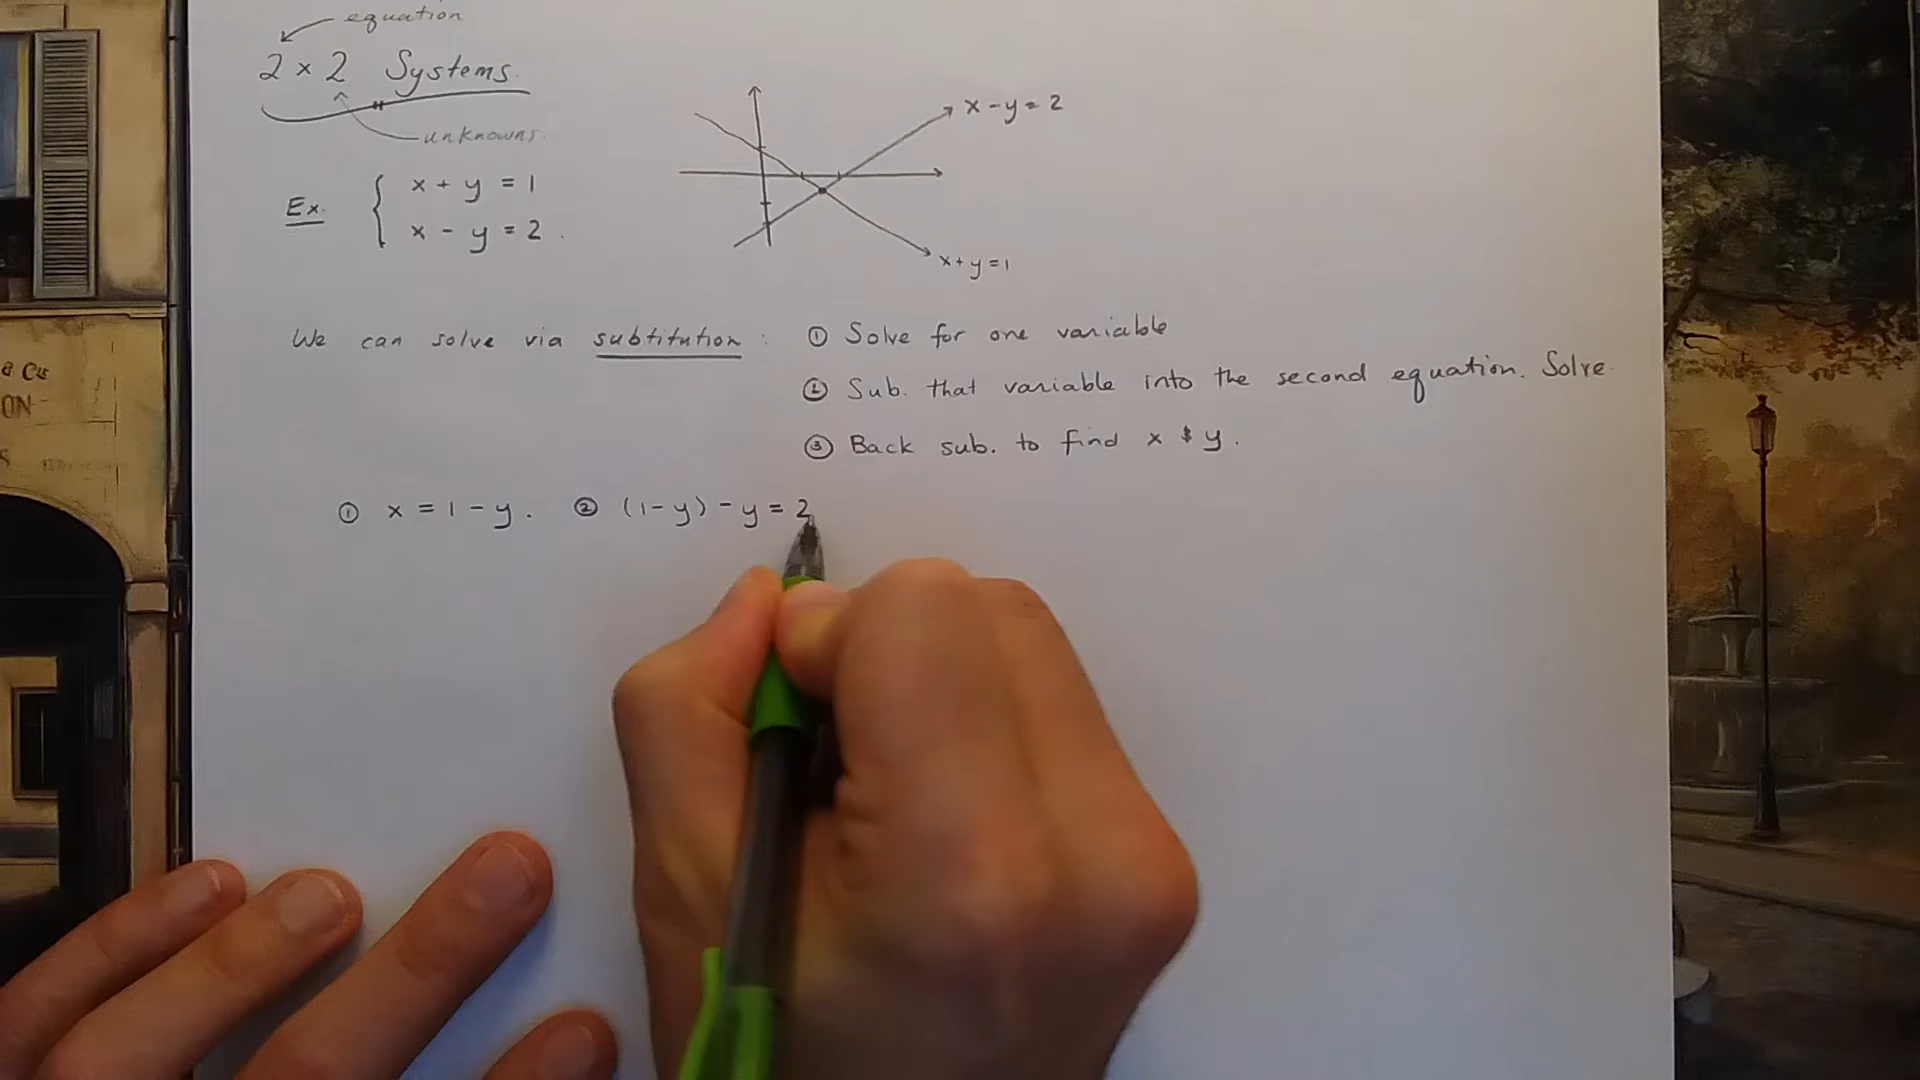 equation
2 × 2 Systems.
unknowns.
Ex. { x + y = 1
x - y = 2 .
x - y = 2
x + y = 1
We can solve via subtitution : ① Solve for one variable
② Sub. that variable into the second equation. Solve.
③ Back sub. to find x & y.
① x = 1 - y . ② (1-y) - y = 2
a Cu
ON
S